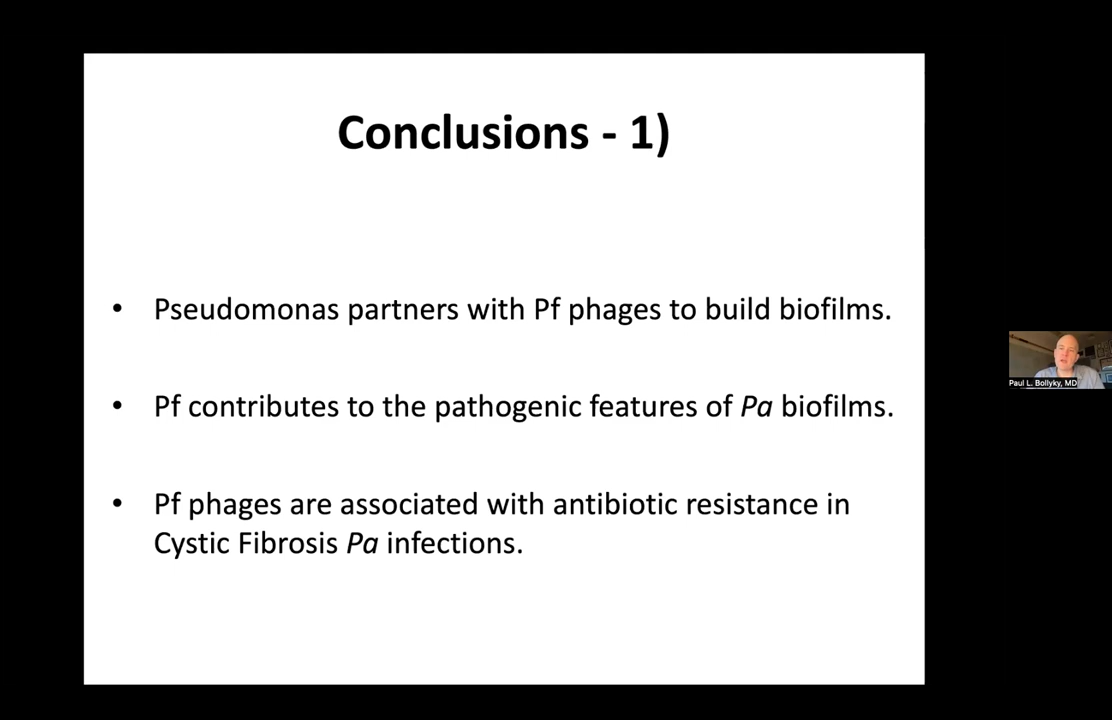 Conclusions - 1)
• Pseudomonas partners with Pf phages to build biofilms.
• Pf contributes to the pathogenic features of Pa biofilms.
• Pf phages are associated with antibiotic resistance in
Cystic Fibrosis Pa infections.
Paul L. Bollyky, MD